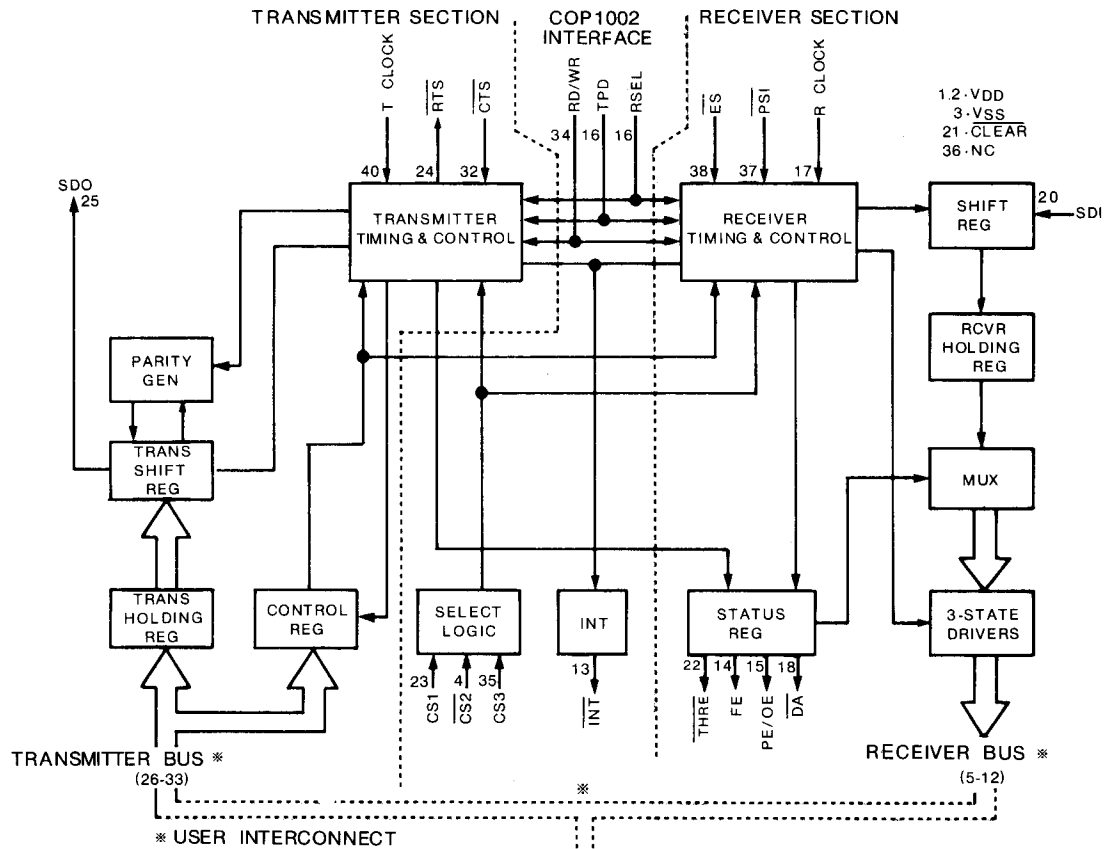 TRANSMITTER SECTION
COP1002
INTERFACE
RECEIVER SECTION
T CLOCK
RTS
CTS
RD/WR
TPD
RSEL
ES
PSI
R CLOCK
1.2·VDD
3·VSS
21·CLEAR
36·NC
40
24
32
34
16
16
38
37
17
SDO
25
20
SDI
TRANSMITTER
TIMING & CONTROL
RECEIVER
TIMING & CONTROL
SHIFT
REG
PARITY
GEN
RCVR
HOLDING
REG
TRANS
SHIFT
REG
MUX
TRANS
HOLDING
REG
CONTROL
REG
SELECT
LOGIC
INT
STATUS
REG
3-STATE
DRIVERS
23
4
35
13
22
14
15
18
CS1
CS2
CS3
INT
THRE
FE
PE/OE
DA
TRANSMITTER BUS ※
(26-33)
RECEIVER BUS ※
(5-12)
※
※ USER INTERCONNECT